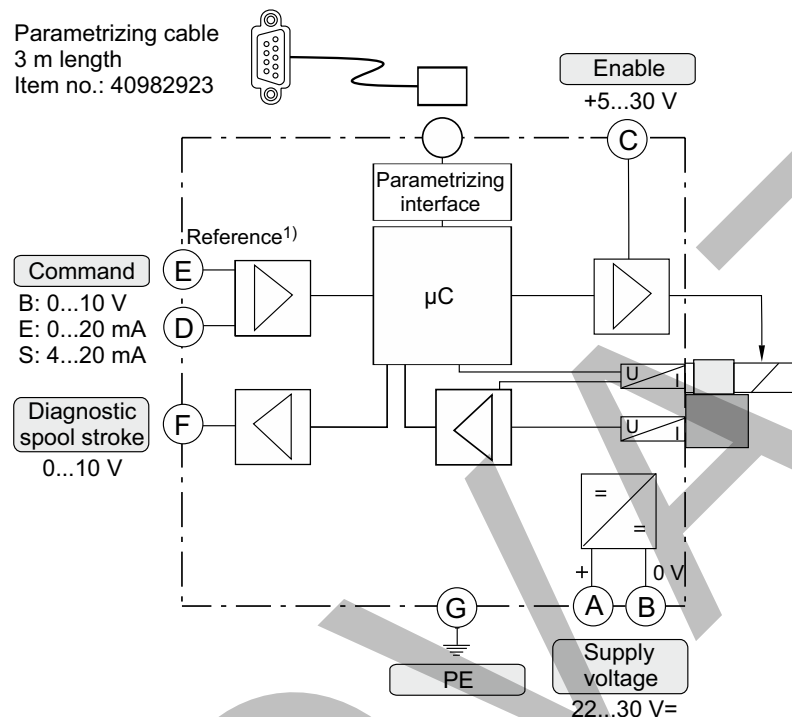 Parametrizing cable
3 m length
Item no.: 40982923
Enable
+5...30 V
C
Parametrizing
interface
Reference1)
E
Command
B: 0...10 V
E: 0...20 mA
S: 4...20 mA
D
µC
U
I
Diagnostic
spool stroke
0...10 V
F
U
I
=
=
+
0 V
G
A
B
PE
Supply
voltage
22...30 V=